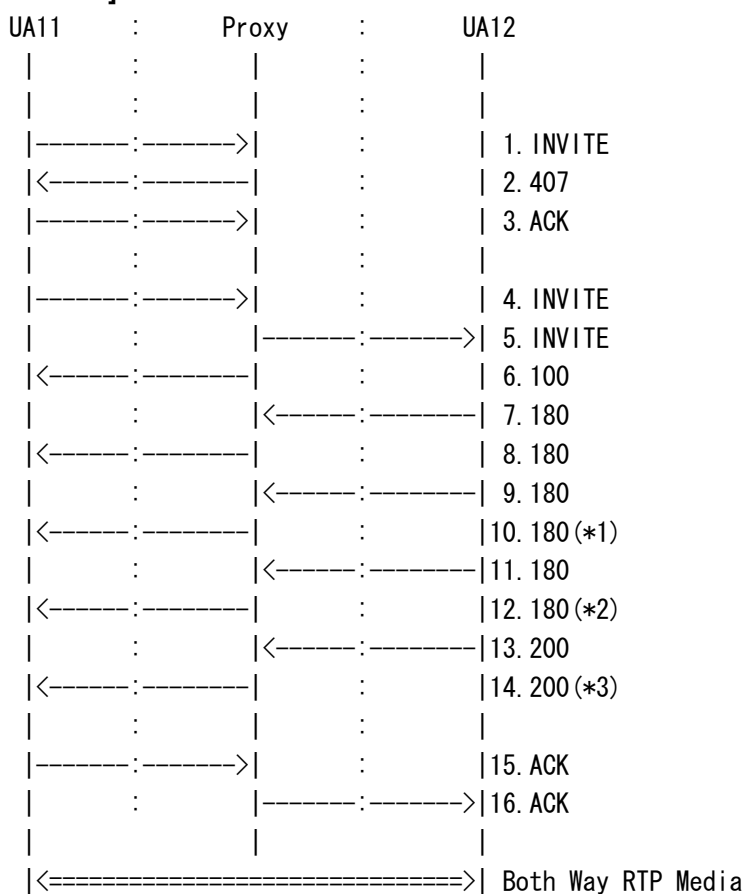 ]
UA11 : Proxy : UA12
| : | : |
| : | : |
|------:------->| : | 1. INVITE
|<-----:--------| : | 2. 407
|------:------->| : | 3. ACK
| : | : |
|------:------->| : | 4. INVITE
| : |------:------->| 5. INVITE
|<-----:--------| : | 6. 100
| : |<-----:--------| 7. 180
|<-----:--------| : | 8. 180
| : |<-----:--------| 9. 180
|<-----:--------| : |10. 180(*1)
| : |<-----:--------|11. 180
|<-----:--------| : |12. 180(*2)
| : |<-----:--------|13. 200
|<-----:--------| : |14. 200(*3)
| : | : |
|------:------->| : |15. ACK
| : |------:------->|16. ACK
| | |
|<=============================>| Both Way RTP Media